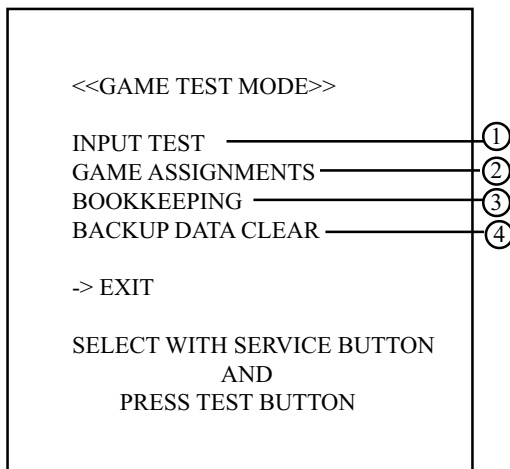 <<GAME TEST MODE>>
INPUT TEST ①
GAME ASSIGNMENTS ②
BOOKKEEPING ③
BACKUP DATA CLEAR ④
-> EXIT
SELECT WITH SERVICE BUTTON
AND
PRESS TEST BUTTON